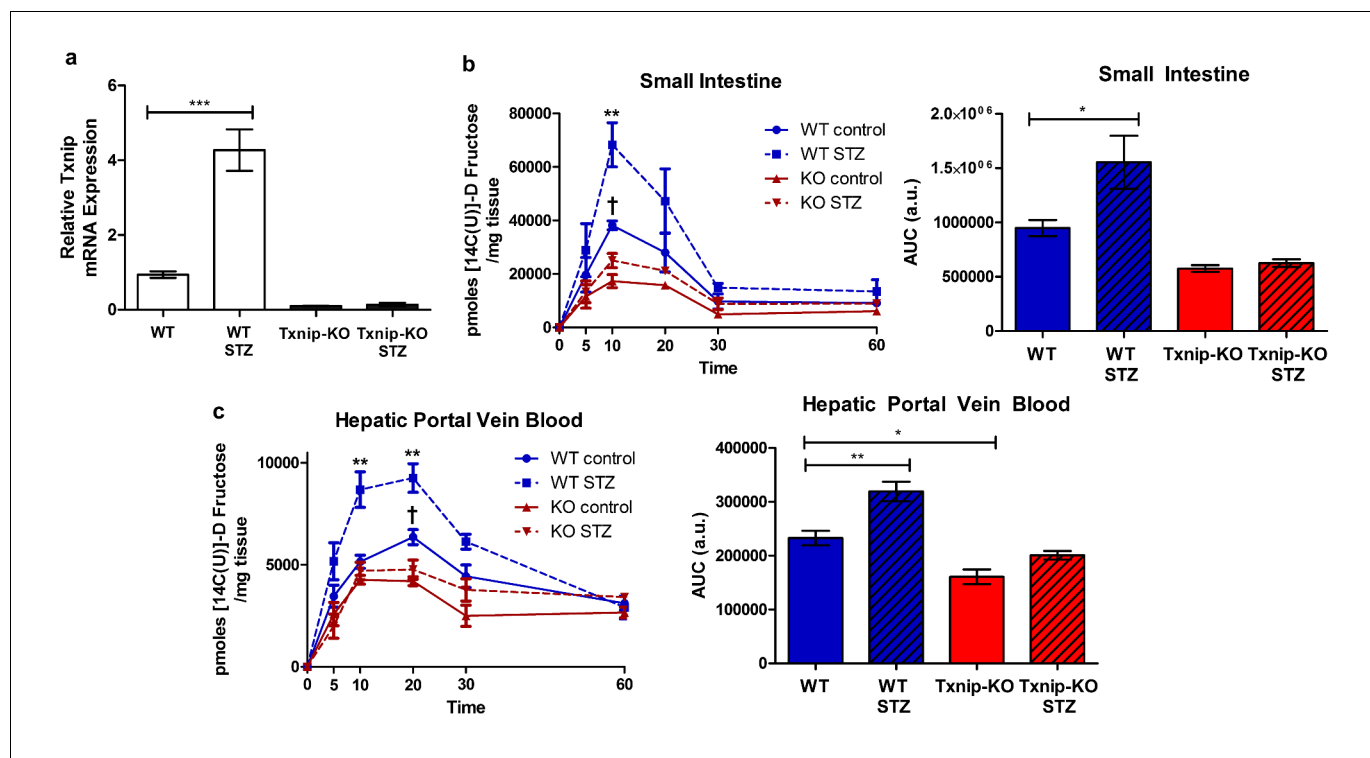 a
Relative Txnip
mRNA Expression
6
4
2
0
***
WT
WT
STZ
Txnip-KO
Txnip-KO
STZ
b
Small Intestine
pmoles [14C(U)]-D Fructose
/mg tissue
80000
60000
40000
20000
0
**
†
WT control
WT STZ
KO control
KO STZ
0 5 10 20 30 60
Time
Small Intestine
AUC (a.u.)
2.0×10⁰⁶
1.5×10⁰⁶
1000000
500000
0
*
WT
WT
STZ
Txnip-KO
Txnip-KO
STZ
c
Hepatic Portal Vein Blood
pmoles [14C(U)]-D Fructose
/mg tissue
10000
5000
0
** **
†
WT control
WT STZ
KO control
KO STZ
0 5 10 20 30 60
Time
Hepatic Portal Vein Blood
AUC (a.u.)
400000
300000
200000
100000
0
*
**
WT
WT
STZ
Txnip-KO
Txnip-KO
STZ